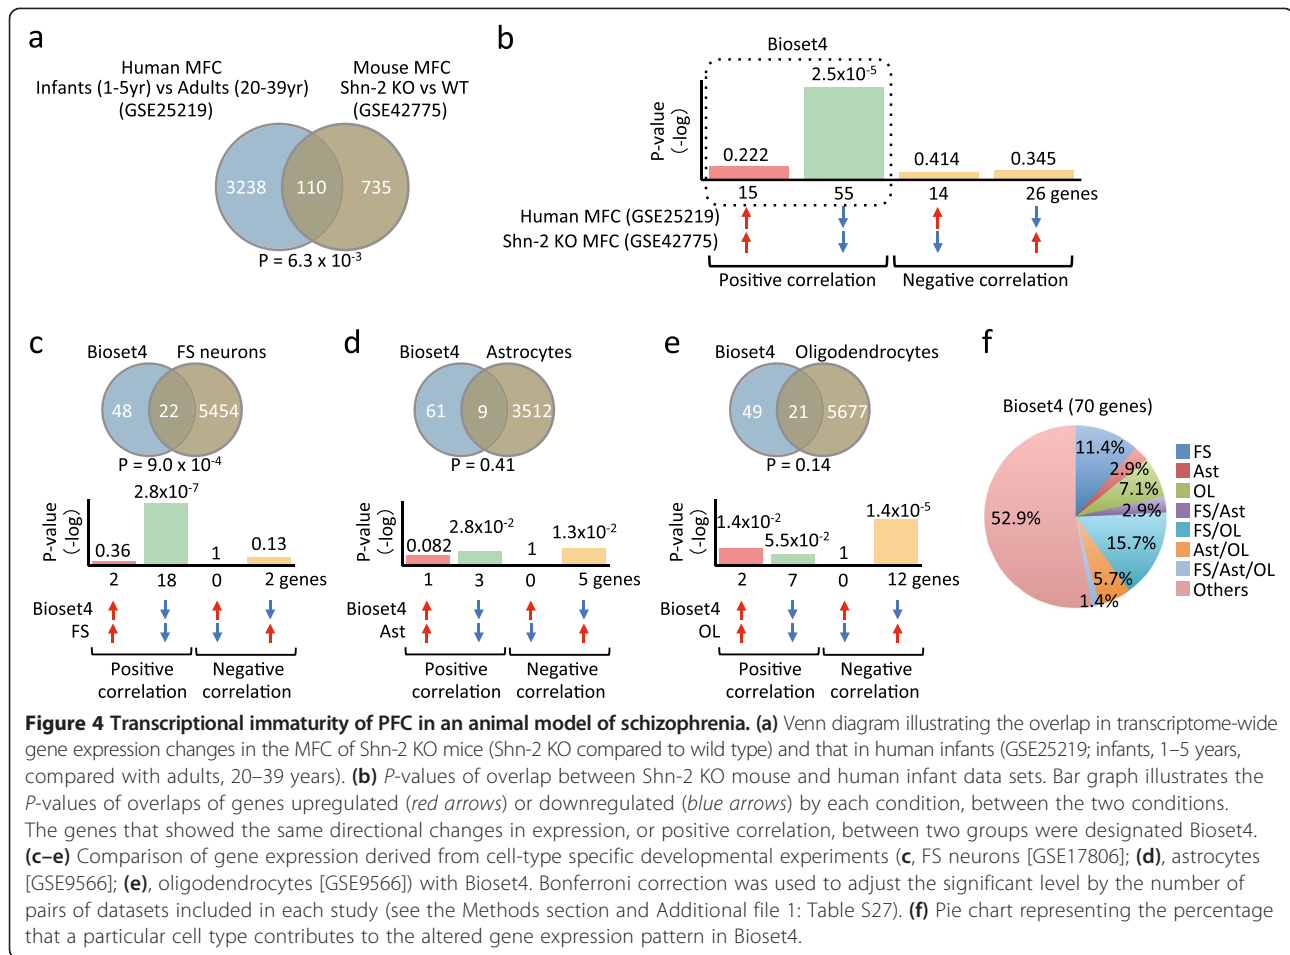 a
Human MFC
Infants (1-5yr) vs Adults (20-39yr)
(GSE25219)
Mouse MFC
Shn-2 KO vs WT
(GSE42775)
3238 110 735
P = 6.3 x 10-3
b
Bioset4
P-value
(-log)
0.222 2.5x10-5 0.414 0.345
15 55 14 26 genes
Human MFC (GSE25219)
Shn-2 KO MFC (GSE42775)
Positive correlation Negative correlation
c
Bioset4 FS neurons
48 22 5454
P = 9.0 x 10-4
P-value
(-log)
0.36 2.8x10-7 1 0.13
2 18 0 2 genes
Bioset4
FS
Positive
correlation
Negative
correlation
d
Bioset4 Astrocytes
61 9 3512
P = 0.41
P-value
(-log)
0.082 2.8x10-2 1 1.3x10-2
1 3 0 5 genes
Bioset4
Ast
Positive
correlation
Negative
correlation
e
Bioset4 Oligodendrocytes
49 21 5677
P = 0.14
P-value
(-log)
1.4x10-2 5.5x10-2 1 1.4x10-5
2 7 0 12 genes
Bioset4
OL
Positive
correlation
Negative
correlation
f
Bioset4 (70 genes)
11.4%
2.9%
7.1%
2.9%
15.7%
5.7%
1.4%
52.9%
FS
Ast
OL
FS/Ast
FS/OL
Ast/OL
FS/Ast/OL
Others
Figure 4 Transcriptional immaturity of PFC in an animal model of schizophrenia. (a) Venn diagram illustrating the overlap in transcriptome-wide
gene expression changes in the MFC of Shn-2 KO mice (Shn-2 KO compared to wild type) and that in human infants (GSE25219; infants, 1–5 years,
compared with adults, 20–39 years). (b) P-values of overlap between Shn-2 KO mouse and human infant data sets. Bar graph illustrates the
P-values of overlaps of genes upregulated (red arrows) or downregulated (blue arrows) by each condition, between the two conditions.
The genes that showed the same directional changes in expression, or positive correlation, between two groups were designated Bioset4.
(c–e) Comparison of gene expression derived from cell-type specific developmental experiments (c, FS neurons [GSE17806]; (d), astrocytes
[GSE9566]; (e), oligodendrocytes [GSE9566]) with Bioset4. Bonferroni correction was used to adjust the significant level by the number of
pairs of datasets included in each study (see the Methods section and Additional file 1: Table S27). (f) Pie chart representing the percentage
that a particular cell type contributes to the altered gene expression pattern in Bioset4.